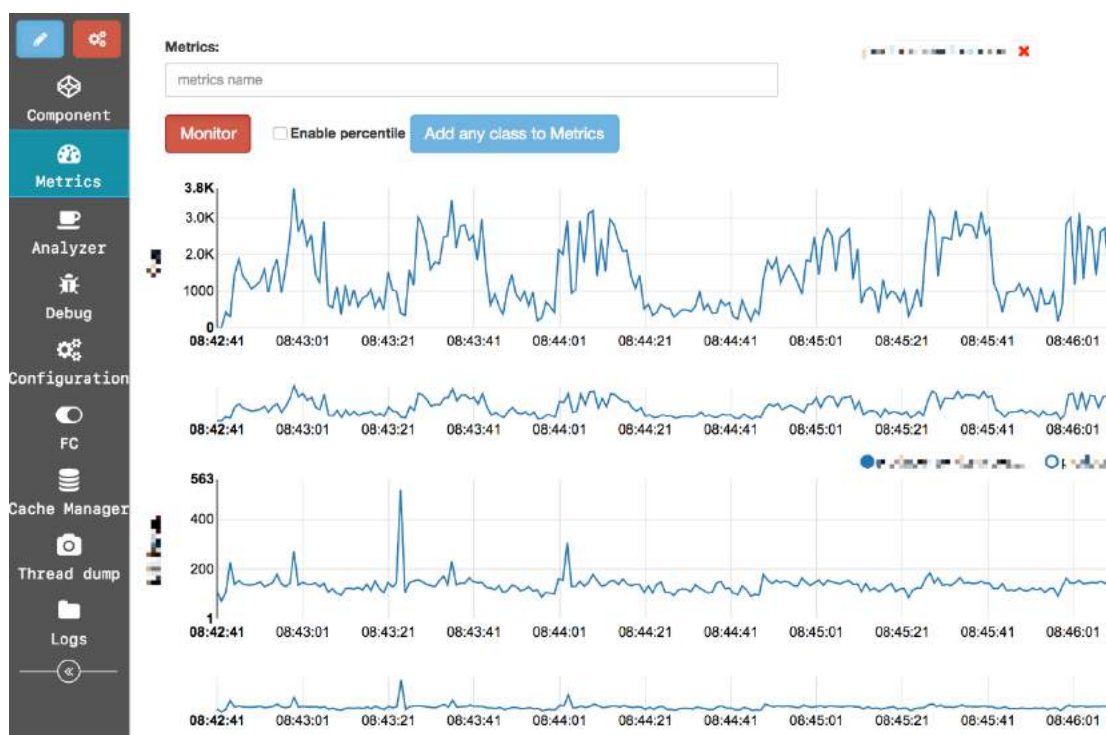 Component
Metrics
Analyzer
Debug
Configuration
FC
Cache Manager
Thread dump
Logs
Metrics:
metrics name
Monitor
Enable percentile
Add any class to Metrics
3.8K
3.0K
2.0K
1000
0
08:42:41 08:43:01 08:43:21 08:43:41 08:44:01 08:44:21 08:44:41 08:45:01 08:45:21 08:45:41 08:46:01
08:42:41 08:43:01 08:43:21 08:43:41 08:44:01 08:44:21 08:44:41 08:45:01 08:45:21 08:45:41 08:46:01
563
400
200
1
08:42:41 08:43:01 08:43:21 08:43:41 08:44:01 08:44:21 08:44:41 08:45:01 08:45:21 08:45:41 08:46:01
08:42:41 08:43:01 08:43:21 08:43:41 08:44:01 08:44:21 08:44:41 08:45:01 08:45:21 08:45:41 08:46:01